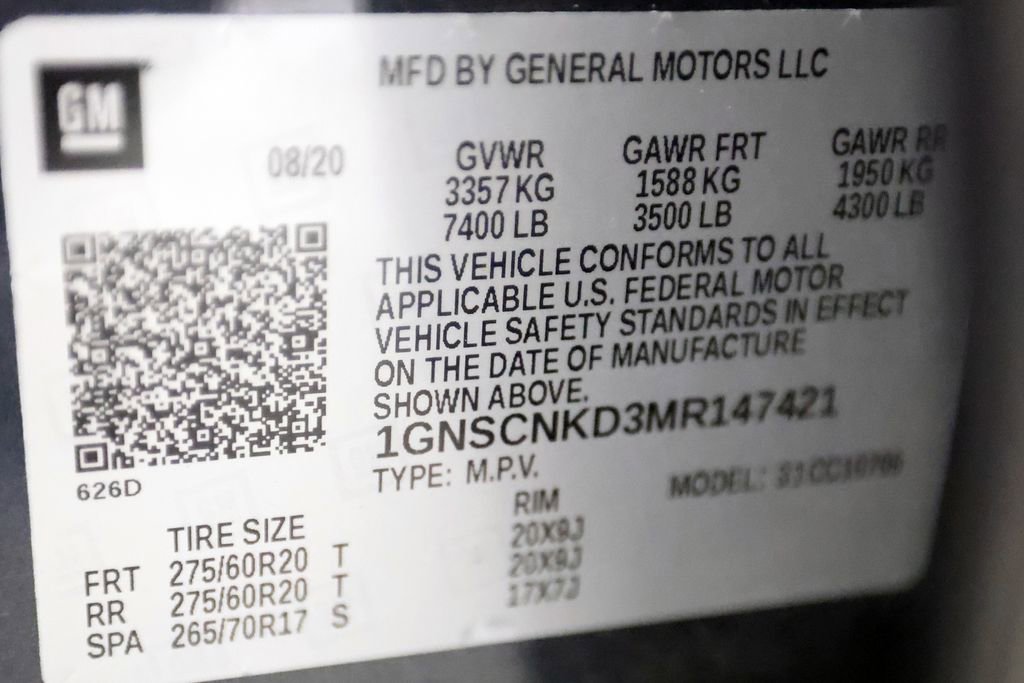 GM
MFD BY GENERAL MOTORS LLC
08/20
GVWR GAWR FRT GAWR RR
3357 KG 1588 KG 1950 KG
7400 LB 3500 LB 4300 LB
THIS VEHICLE CONFORMS TO ALL
APPLICABLE U.S. FEDERAL MOTOR
VEHICLE SAFETY STANDARDS IN EFFECT
ON THE DATE OF MANUFACTURE
SHOWN ABOVE.
1GNSCNKD3MR147421
TYPE: M.P.V. MODEL:
626D
TIRE SIZE RIM
FRT 275/60R20 T 20X9J
RR 275/60R20 T 20X9J
SPA 265/70R17 S 17X7J